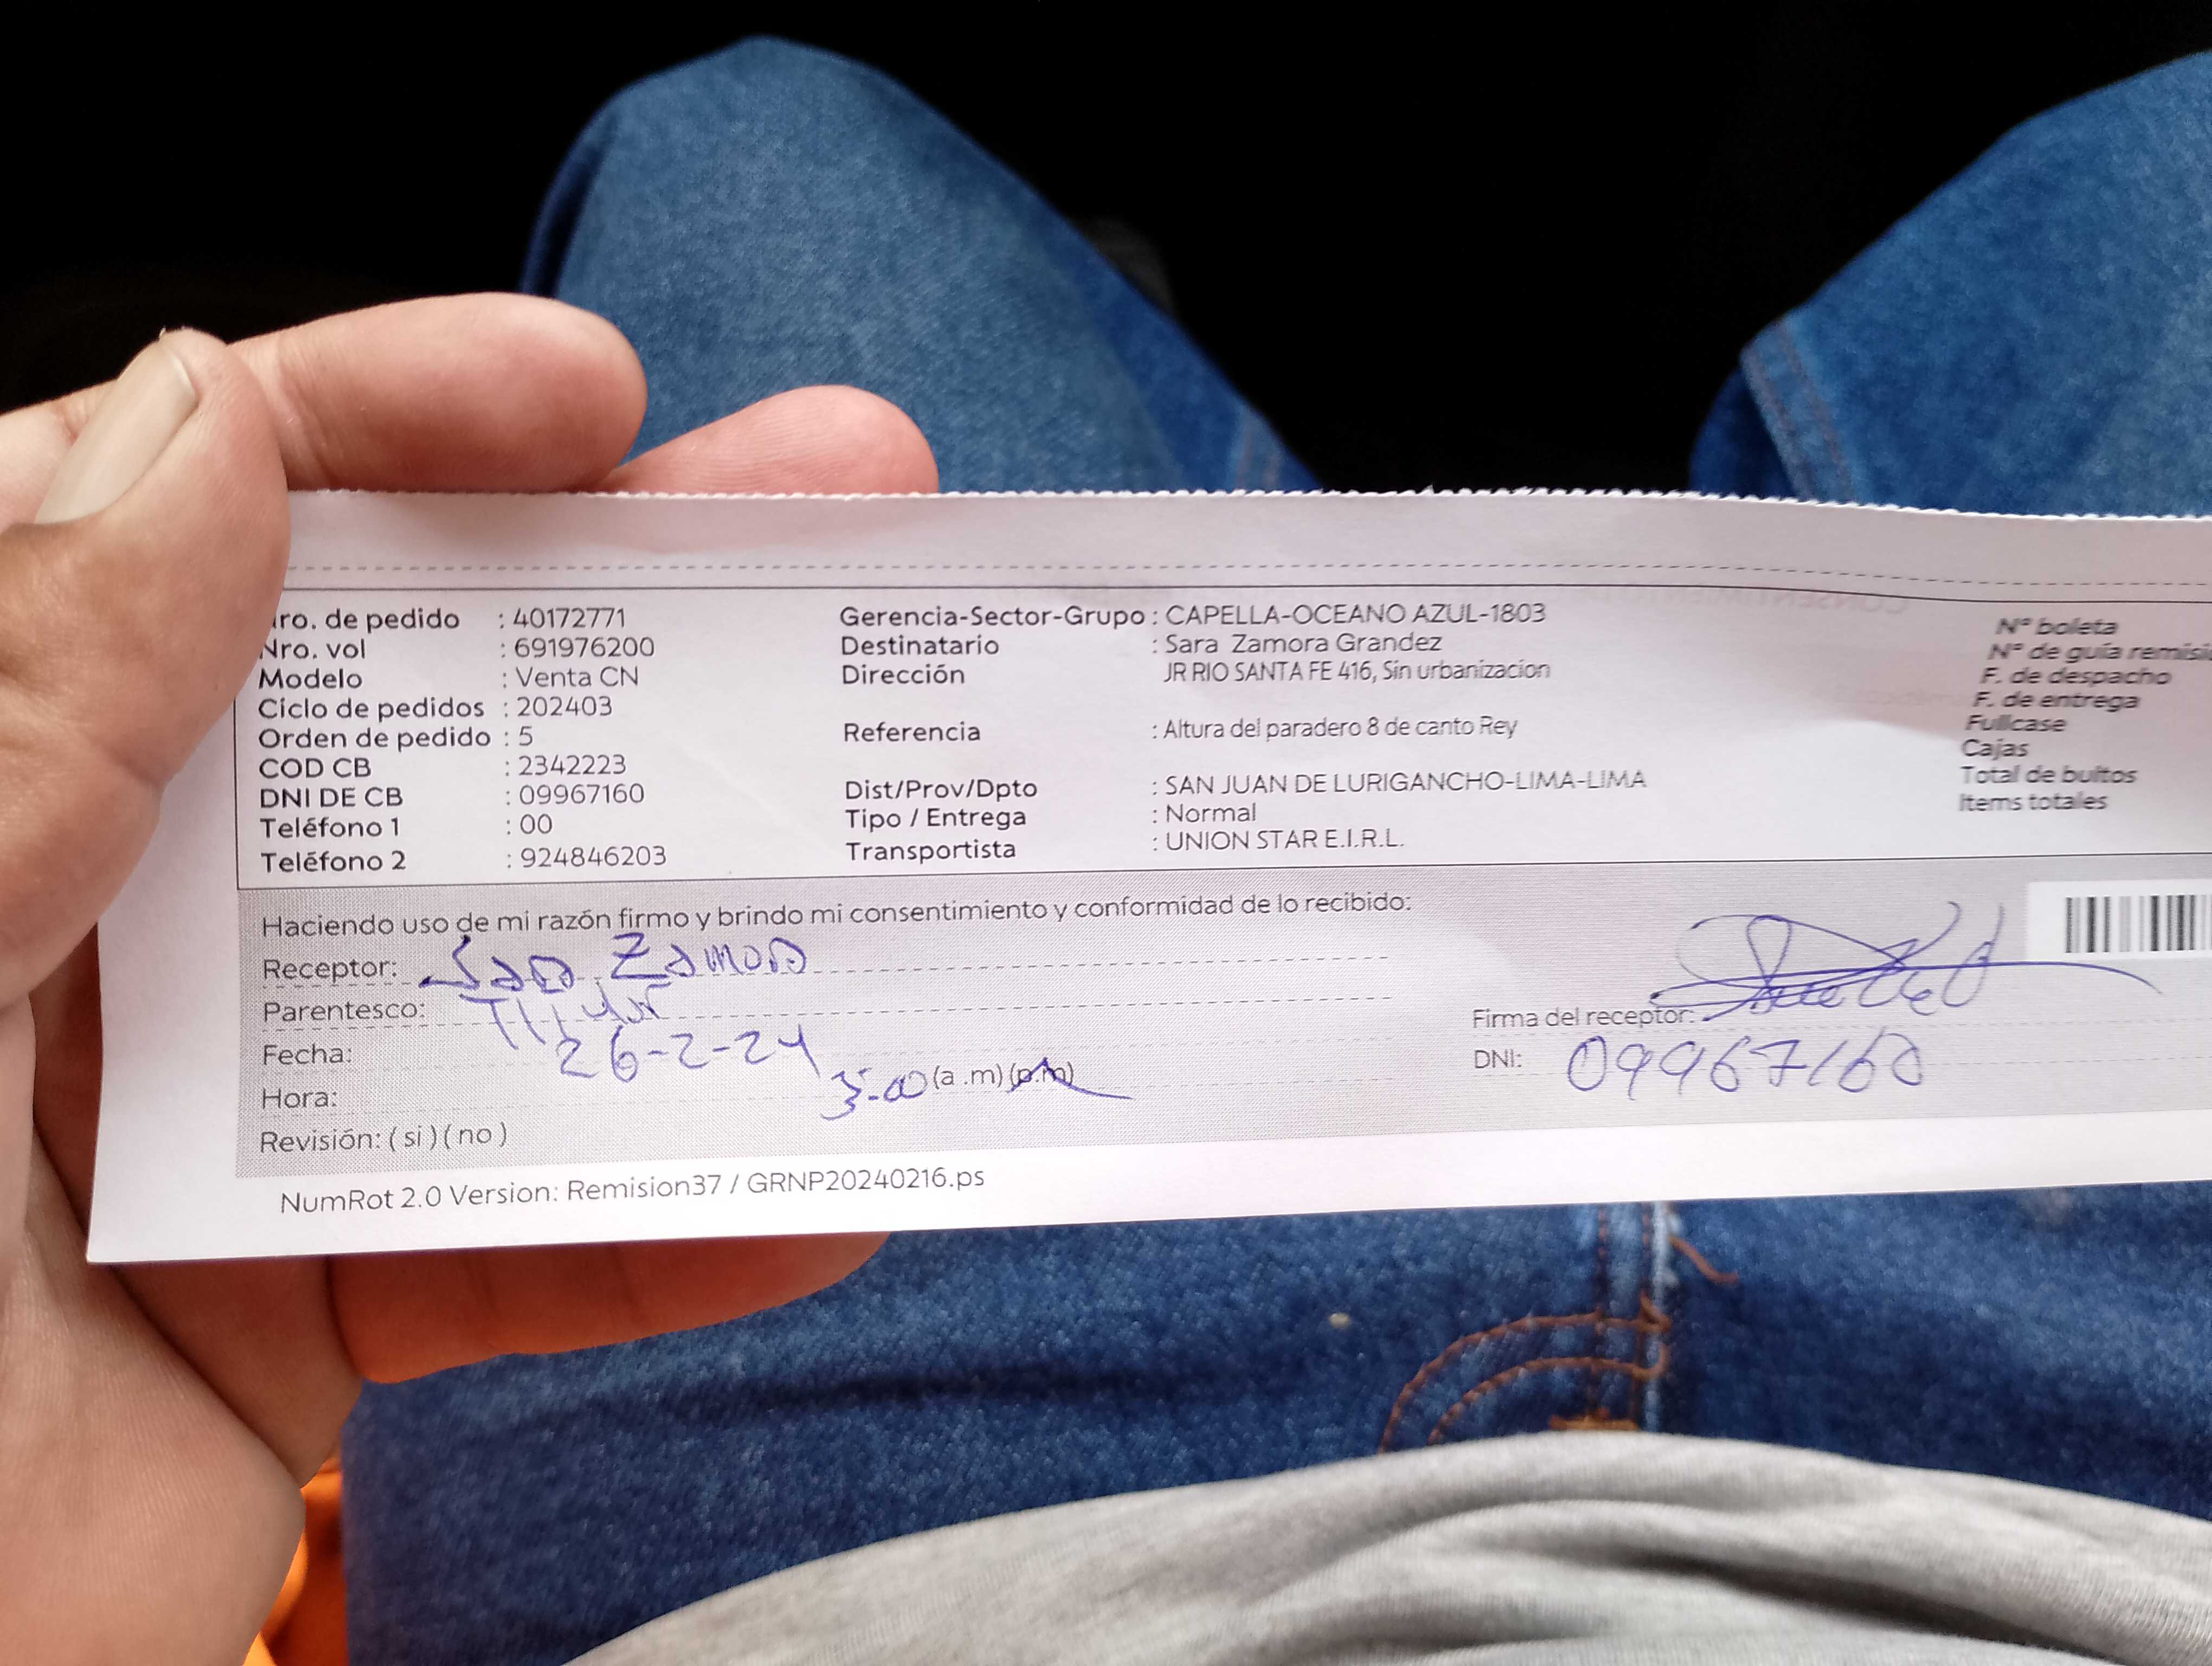 ro. de pedido : 40172771
Nro. vol : 691976200
Modelo : Venta CN
Ciclo de pedidos : 202403
Orden de pedido : 5
COD CB : 2342223
DNI DE CB : 09967160
Teléfono 1 : 00
Teléfono 2 : 924846203
Gerencia-Sector-Grupo : CAPELLA-OCEANO AZUL-1803
Destinatario : Sara Zamora Grandez
Dirección JR RIO SANTA FE 416, Sin urbanizacion
Referencia : Altura del paradero 8 de canto Rey
Dist/Prov/Dpto : SAN JUAN DE LURIGANCHO-LIMA-LIMA
Tipo / Entrega : Normal
Transportista : UNION STAR E.I.R.L.
N° boleta
N° de guía remisi
F. de despacho
F. de entrega
Fullcase
Cajas
Total de bultos
Items totales
Haciendo uso de mi razón firmo y brindo mi consentimiento y conformidad de lo recibido:
Receptor: Sara Zamora
Parentesco: Titular
Fecha: 26-2-24
Hora: 3:00 (a .m) (p.m)
Revisión: ( si ) ( no )
Firma del receptor:
DNI: 09967160
NumRot 2.0 Version: Remision37 / GRNP20240216.ps